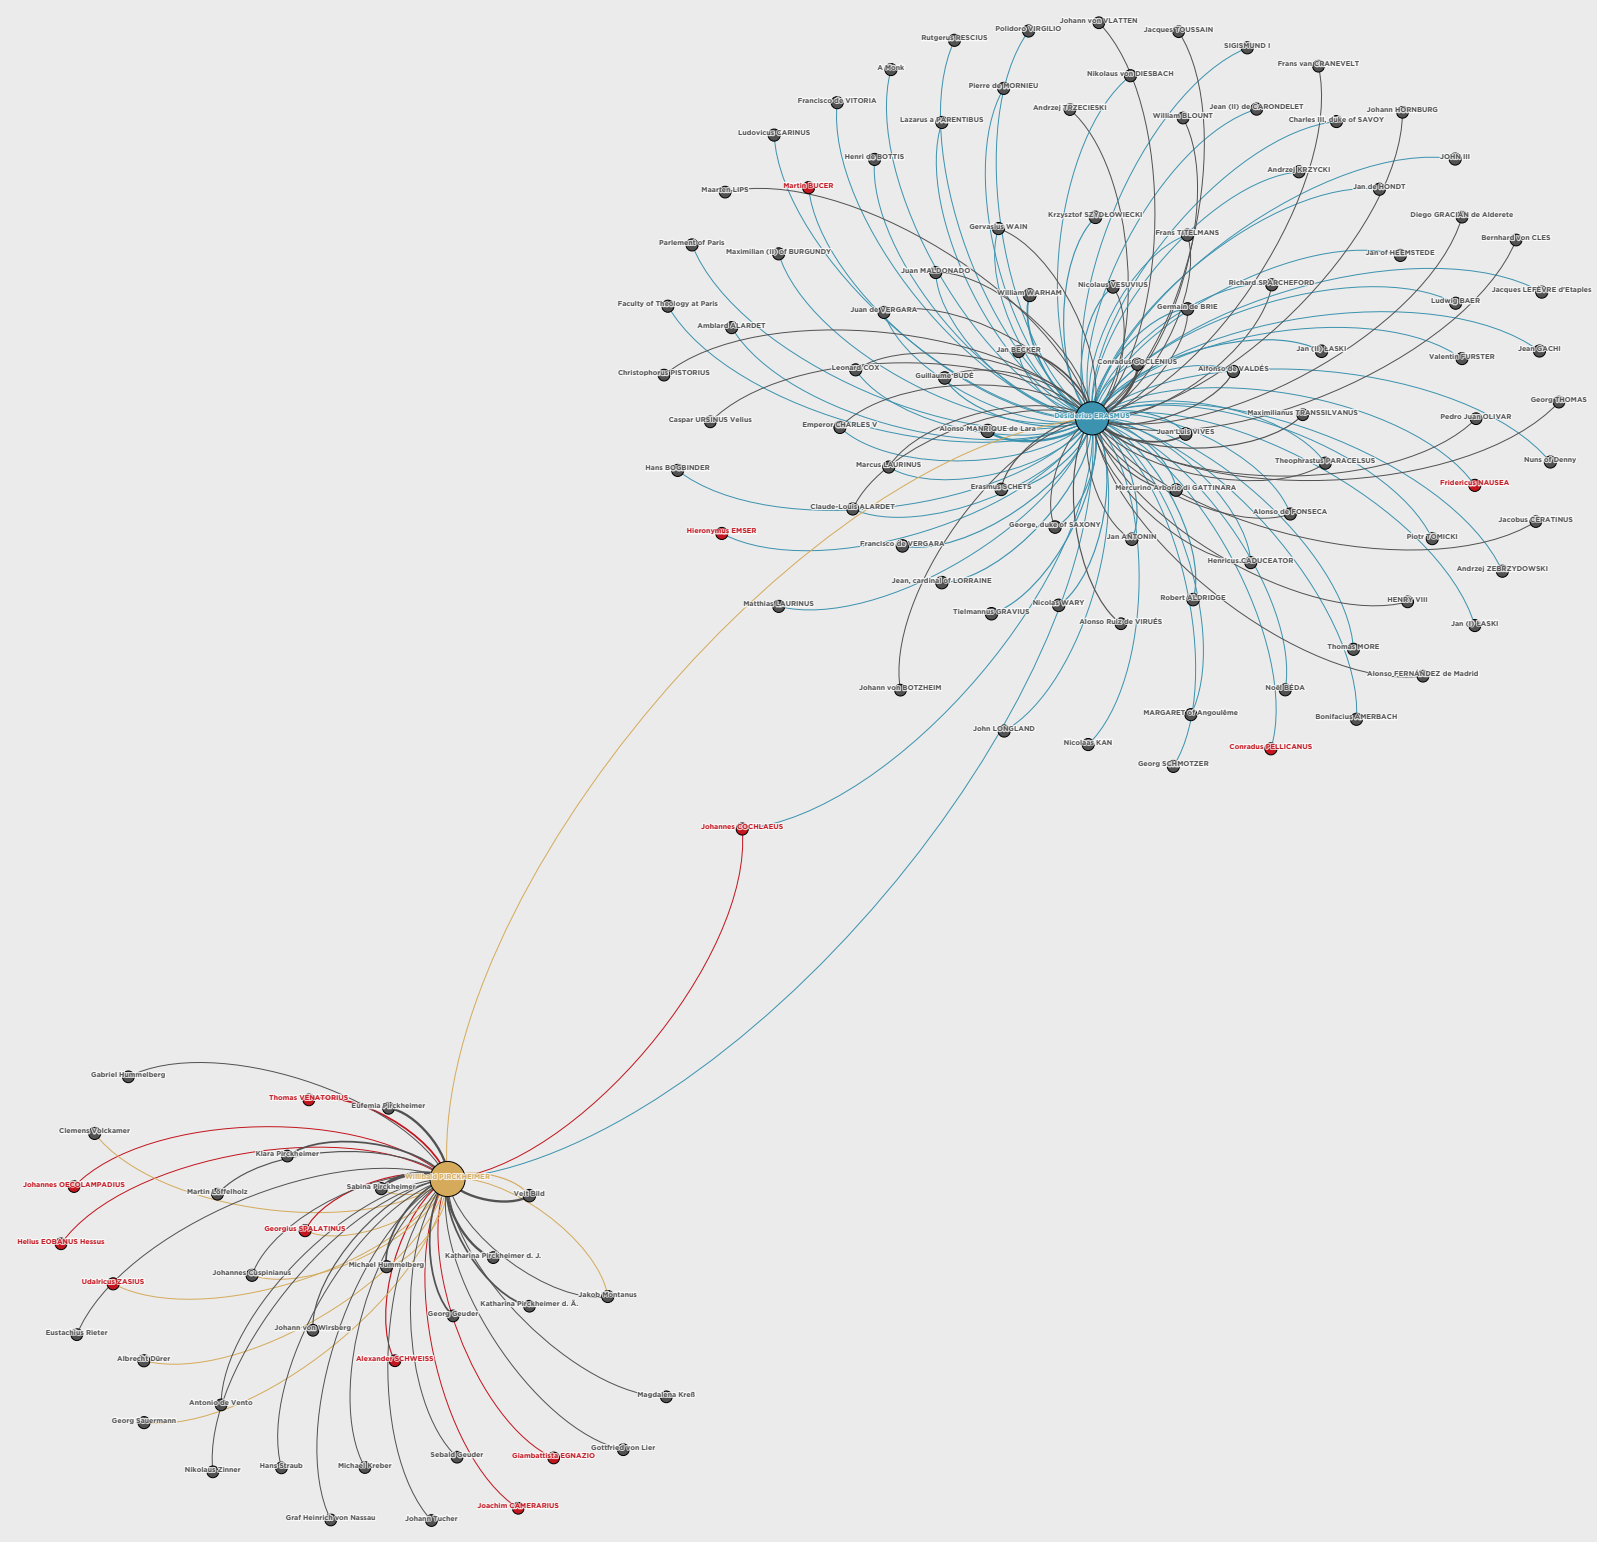 Johann von VLATTEN
Polidoro VIRGILIO
Jacques TOUSSAIN
Rutgerus RESCIUS
SIGISMUND I
Frans van CRANEVELT
A Monk
Nikolaus von DIESBACH
Pierre de MORNIEU
Francisco de VITORIA
Andrzej TRZECIESKI
Jean (II) de CARONDELET
Johann HORNBURG
William BLOUNT
Lazarus a PARENTIBUS
Charles III, duke of SAVOY
Ludovicus CARINUS
Henri de BOTTIS
JOHN III
Andrzej KRZYCKI
Martin BUCER
Maarten LIPS
Jan de HONDT
Krzysztof SZYDŁOWIECKI
Diego GRACIÁN de Alderete
Gervasius WAIN
Frans TITELMANS
Bernhard von CLES
Parlement of Paris
Maximilian (II) of BURGUNDY
Jan of HEEMSTEDE
Juan MALDONADO
Nicolaus VESUVIUS
Richard SPARCHEFORD
William WARHAM
Jacques LEFÈVRE d'Etaples
Faculty of Theology at Paris
Juan de VERGARA
Germain de BRIE
Ludwig BAER
Amblard ALARDET
Jan BECKER
Jan (II) ŁASKI
Jean GACHI
Valentin FURSTER
Conradus GOCLENIUS
Christophorus PISTORIUS
Leonard COX
Guillaume BUDÉ
Alfonso de VALDÉS
Georg THOMAS
Desiderius ERASMUS
Maximilianus TRANSSILVANUS
Pedro Juan OLIVAR
Caspar URSINUS Velius
Emperor CHARLES V
Alonso MANRIQUE de Lara
Juan Luis VIVES
Nuns of Denny
Theophrastus PARACELSUS
Hans BOGBINDER
Marcus LAURINUS
Fridericus NAUSEA
Erasmus SCHETS
Mercurino Arborio di GATTINARA
Claude-Louis ALARDET
Alonso de FONSECA
Jacobus CERATINUS
George, duke of SAXONY
Hieronymus EMSER
Jan ANTONIN
Piotr TOMICKI
Francisco de VERGARA
Henricus CADUCEATOR
Andrzej ZEBRZYDOWSKI
Jean, cardinal of LORRAINE
Robert ALDRIDGE
HENRY VIII
Matthias LAURINUS
Nicolas WARY
Tielmannus GRAVIUS
Alonso Ruiz de VIRUÉS
Jan (I) ŁASKI
Thomas MORE
Alonso FERNÁNDEZ de Madrid
Johann von BOTZHEIM
Noël BÉDA
MARGARET of Angoulême
Bonifacius AMERBACH
John LONGLAND
Nicolaas KAN
Conradus PELLICANUS
Georg SCHMOTZER
Johannes COCHLAEUS
Gabriel Hummelberg
Thomas VENATORIUS
Eufemia Pirckheimer
Clemens Volckamer
Klara Pirckheimer
Willibald PIRCKHEIMER
Johannes OECOLAMPADIUS
Sabina Pirckheimer
Martin Löffelholz
Veit Bild
Georgius SPALATINUS
Helius EOBANUS Hessus
Katharina Pirckheimer d. J.
Michael Hummelberg
Johannes Cuspinianus
Udalricus ZASIUS
Jakob Montanus
Katharina Pirckheimer d. Ä.
Georg Geuder
Johann von Wirsberg
Eustachius Rieter
Albrecht Dürer
Alexander SCHWEISS
Magdalena Kreß
Antonio de Vento
Georg Sauermann
Gottfried von Lier
Sebald Geuder
Giambattista EGNAZIO
Hans Straub
Michael Kreber
Nikolaus Zinner
Joachim CAMERARIUS
Graf Heinrich von Nassau
Johann Tucher